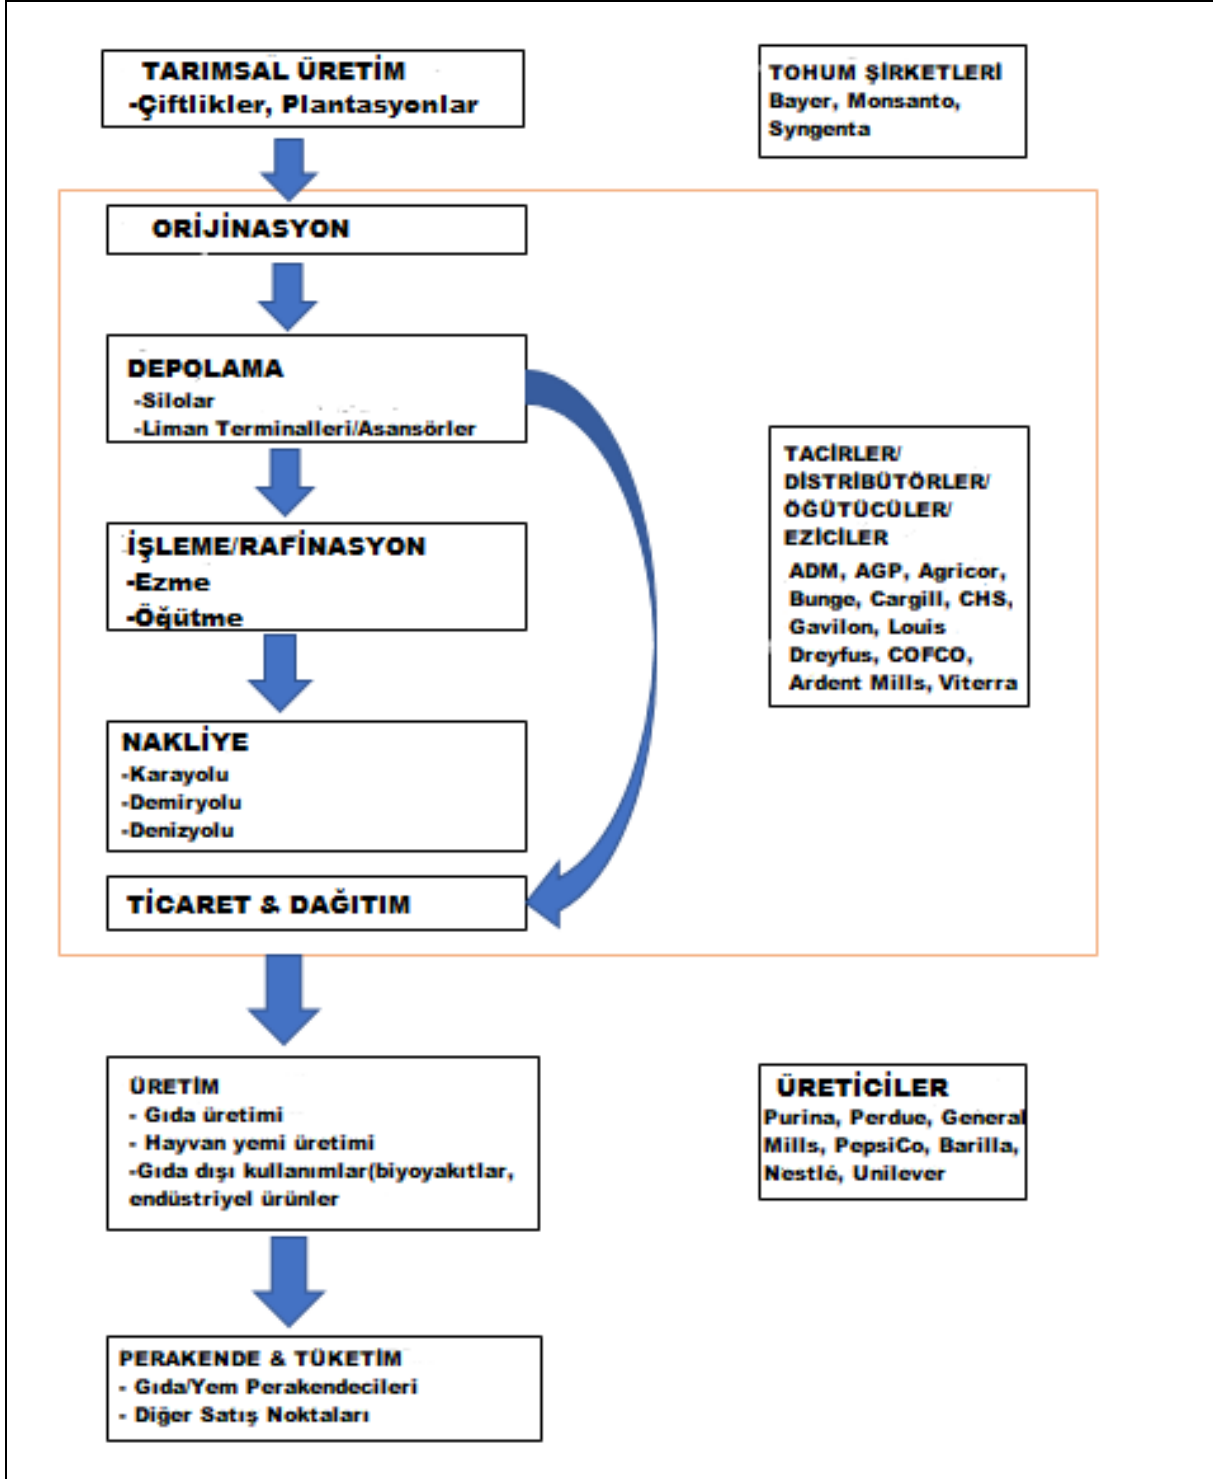 TARIMSAL ÜRETİM
-Çiftlikler, Plantasyonlar
TOHUM ŞİRKETLERİ
Bayer, Monsanto,
Syngenta
ORİJİNASYON
DEPOLAMA
-Silolar
-Liman Terminalleri/Asansörler
İŞLEME/RAFİNASYON
-Ezme
-Öğütme
TACİRLER/
DİSTRİBÜTÖRLER/
ÖĞÜTÜCÜLER/
EZİCİLER
ADM, AGP, Agricor,
Bunge, Cargill, CHS,
Gavilon, Louis
Dreyfus, COFCO,
Ardent Mills, Viterra
NAKLİYE
-Karayolu
-Demiryolu
-Denizyolu
TİCARET & DAĞITIM
ÜRETİM
- Gıda üretimi
- Hayvan yemi üretimi
-Gıda dışı kullanımlar(biyoyakıtlar,
endüstriyel ürünler
ÜRETİCİLER
Purina, Perdue, General
Mills, PepsiCo, Barilla,
Nestlé, Unilever
PERAKENDE & TÜKETİM
- Gıda/Yem Perakendecileri
- Diğer Satış Noktaları